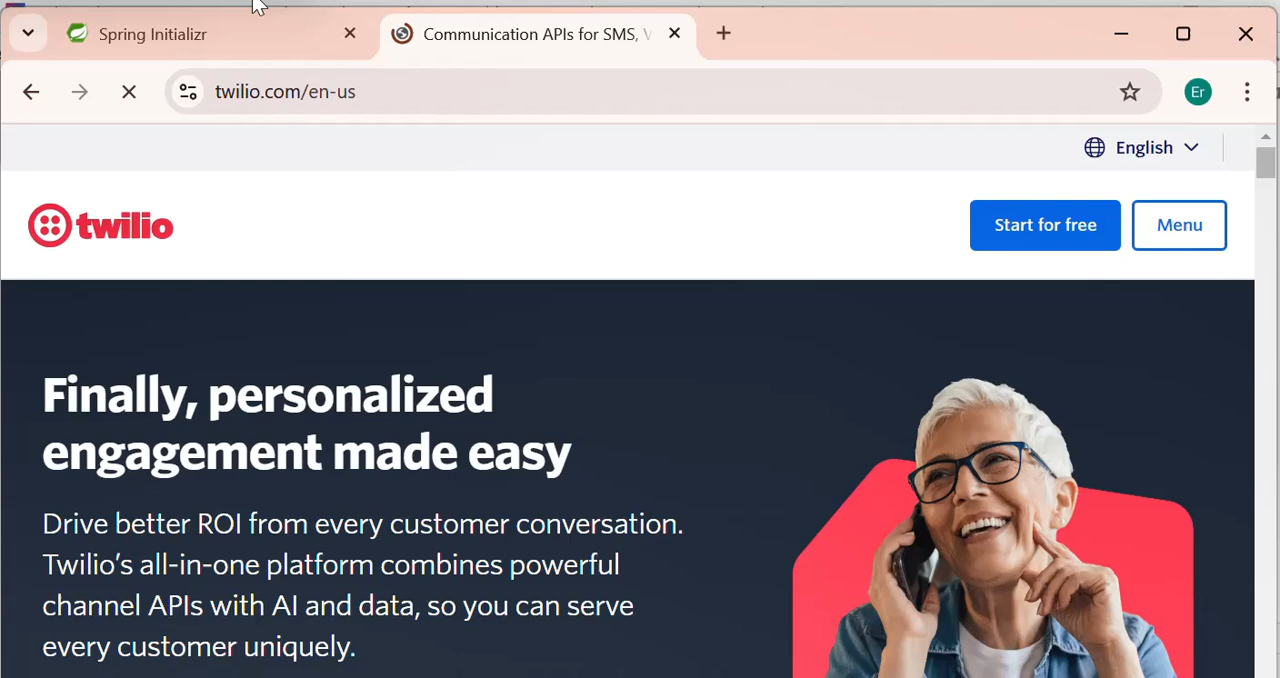 Spring Initializr
Communication APIs for SMS, V
twilio.com/en-us
Er
English
twilio
Start for free
Menu
Finally, personalized
engagement made easy
Drive better ROI from every customer conversation.
Twilio’s all-in-one platform combines powerful
channel APIs with AI and data, so you can serve
every customer uniquely.